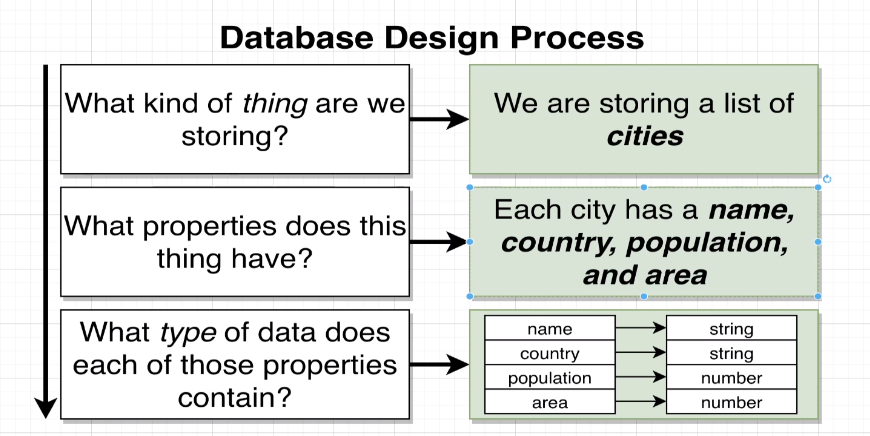 Database Design Process
What kind of thing are we
storing?
We are storing a list of
cities
What properties does this
thing have?
Each city has a name,
country, population,
and area
What type of data does
each of those properties
contain?
name
string
country
string
population
number
area
number